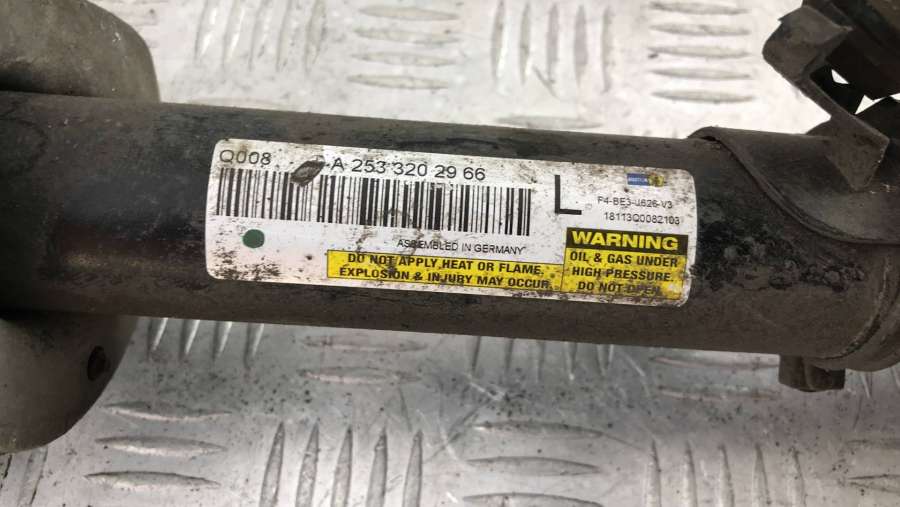 Q008 A 253 320 29 66
L
F4-BE3-J626-V3
18113Q0082103
ASSEMBLED IN GERMANY
DO NOT APPLY HEAT OR FLAME,
EXPLOSION & INJURY MAY OCCUR.
WARNING
OIL & GAS UNDER
HIGH PRESSURE
DO NOT OPEN.